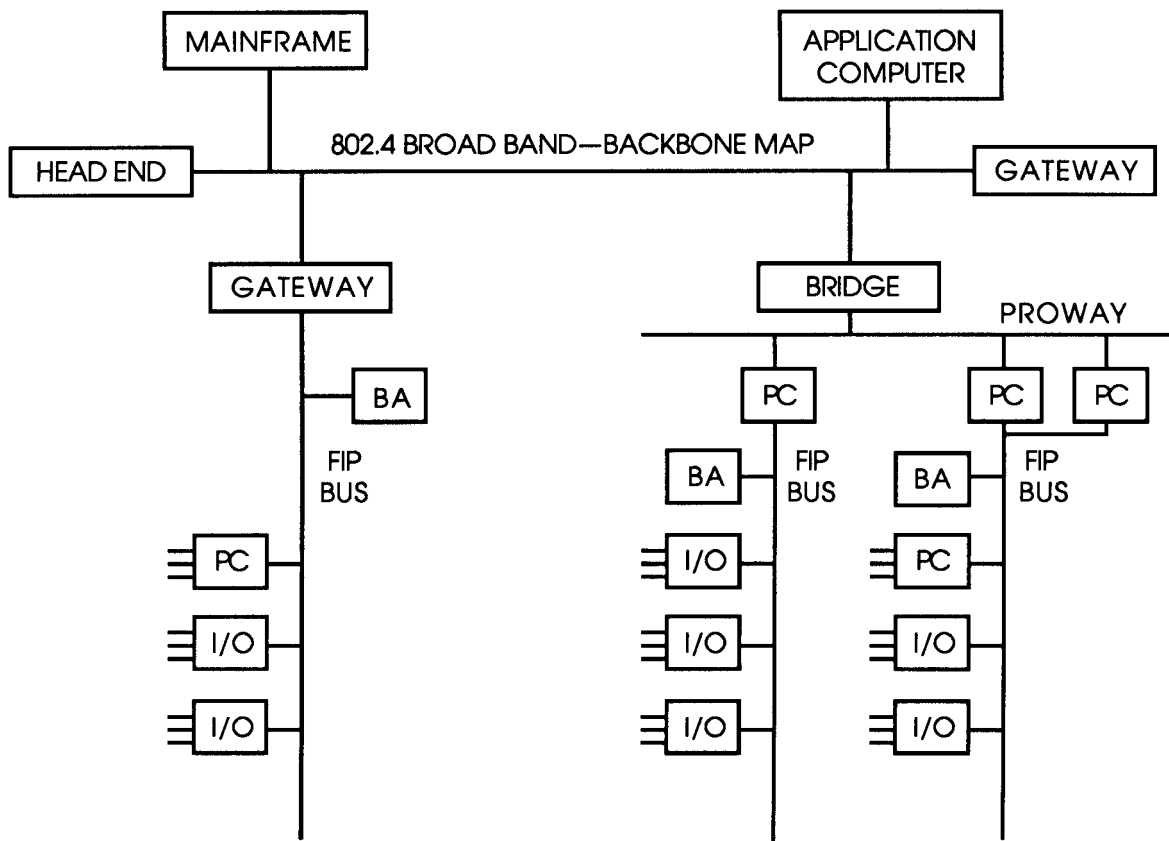 MAINFRAME
APPLICATION
COMPUTER
802.4 BROAD BAND—BACKBONE MAP
HEAD END
GATEWAY
GATEWAY
BRIDGE
PROWAY
BA
PC
PC
PC
FIP
BUS
BA
FIP
BUS
BA
FIP
BUS
PC
I/O
PC
I/O
I/O
I/O
I/O
I/O
I/O